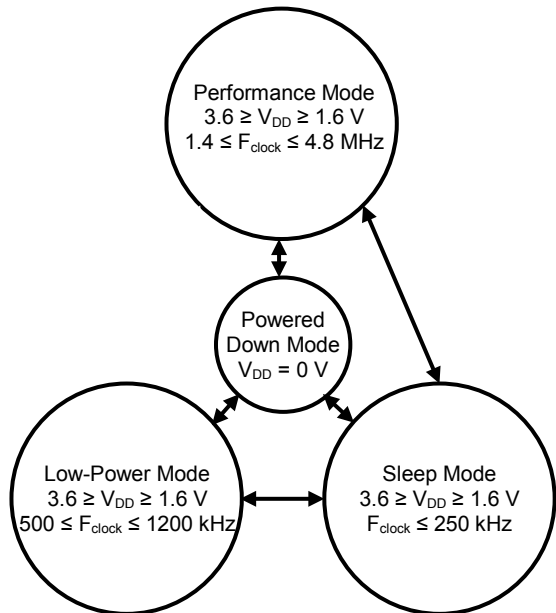 Performance Mode
3.6 ≥ V_DD ≥ 1.6 V
1.4 ≤ F_clock ≤ 4.8 MHz
Powered
Down Mode
V_DD = 0 V
Low-Power Mode
3.6 ≥ V_DD ≥ 1.6 V
500 ≤ F_clock ≤ 1200 kHz
Sleep Mode
3.6 ≥ V_DD ≥ 1.6 V
F_clock ≤ 250 kHz